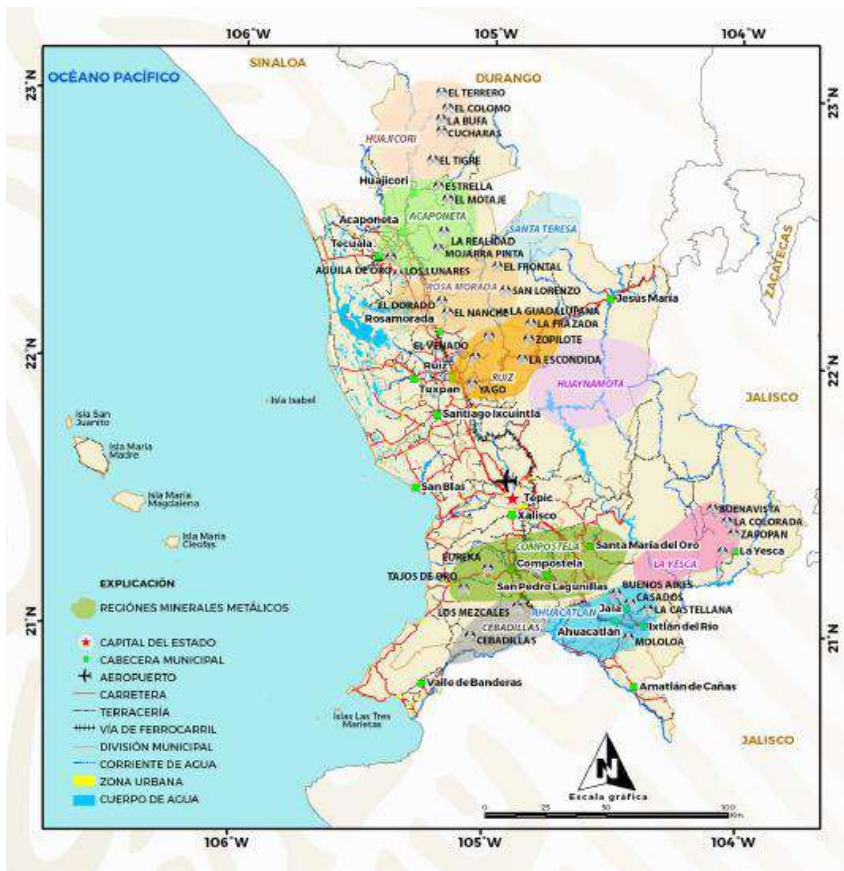 106°W
105°W
104°W
SINALOA
OCÉANO PACÍFICO
DURANGO
23°N
23°N
EL TERRERO
EL COLOMO
LA BUFA
CUCHARAS
HUAJICORI
EL TIGRE
Huajicori
ESTRELLA
EL MOTAJE
Acaponeta
ACAPONETA
SANTA TERESA
Tecuala
LA REALIDAD
MOJARRA PINTA
ZACATECAS
AGUILA DE ORO
LOS LUNARES
EL FRONTAL
ROSA MORADA
SAN LORENZO
Jesús María
EL DORADO
EL NANCHE
LA GUADALUPANA
Rosamorada
LA FRAZADA
EL VENADO
ZOPILOTE
22°N
22°N
LA ESCONDIDA
Ruiz
RUIZ
HUAYNAMOTA
Tuxpan
YAGO
JALISCO
Isla Isabel
Santiago Ixcuintla
Isla San
Juanito
Isla María
Madre
San Blas
Isla María
Magdalena
Tepic
Xalisco
BUENAVISTA
LA COLORADA
ZAPOPAN
Isla María
Cleofas
COMPOSTELA
Santa María del Oro
La Yesca
EUREKA
Compostela
LA YESCA
TAJOS DE ORO
San Pedro Lagunillas
BUENOS AIRES
CASADOS
LOS MEZCALES
AHUACATLÁN
Jala
LA CASTELLANA
21°N
21°N
CEBADILLAS
Ahuacatlán
Ixtlán del Río
CEBADILLAS
MOLOLOA
Valle de Banderas
Amatlán de Cañas
Islas Las Tres
Marietas
JALISCO
EXPLICACIÓN
REGIÓNES MINERALES METÁLICOS
CAPITAL DEL ESTADO
CABECERA MUNICIPAL
AEROPUERTO
CARRETERA
TERRACERÍA
VÍA DE FERROCARRIL
DIVISIÓN MUNICIPAL
CORRIENTE DE AGUA
ZONA URBANA
CUERPO DE AGUA
N
Escala gráfica
0 25 50 100
Km.
106°W
105°W
104°W